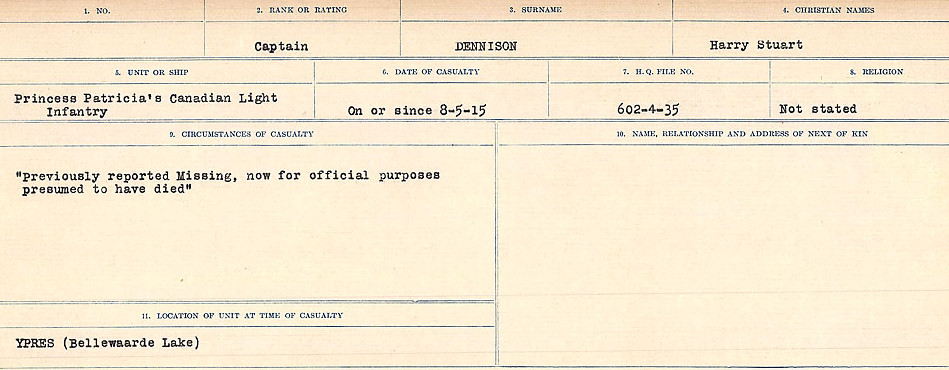 1. NO.
2. RANK OR RATING
3. SURNAME
4. CHRISTIAN NAMES
Captain
DENNISON
Harry Stuart
5. UNIT OR SHIP
6. DATE OF CASUALTY
7. H.Q. FILE NO.
8. RELIGION
Princess Patricia's Canadian Light
Infantry
On or since 8-5-15
602-4-35
Not stated
9. CIRCUMSTANCES OF CASUALTY
10. NAME, RELATIONSHIP AND ADDRESS OF NEXT OF KIN
"Previously reported Missing, now for official purposes
presumed to have died"
11. LOCATION OF UNIT AT TIME OF CASUALTY
YPRES (Bellewaarde Lake)